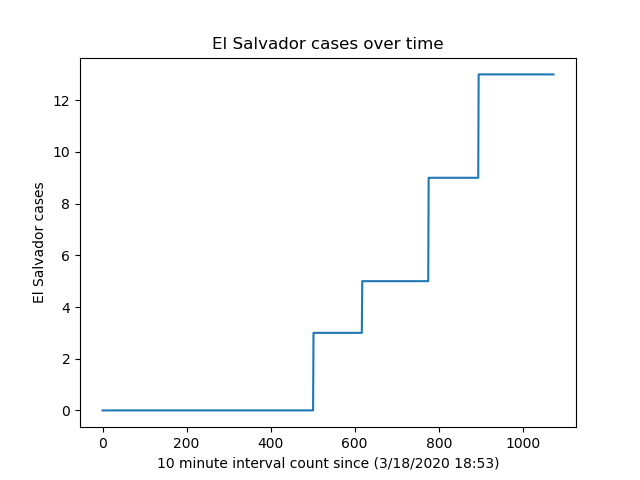 El Salvador cases over time
12
10
8
6
4
2
0
El Salvador cases
0 200 400 600 800 1000
10 minute interval count since (3/18/2020 18:53)